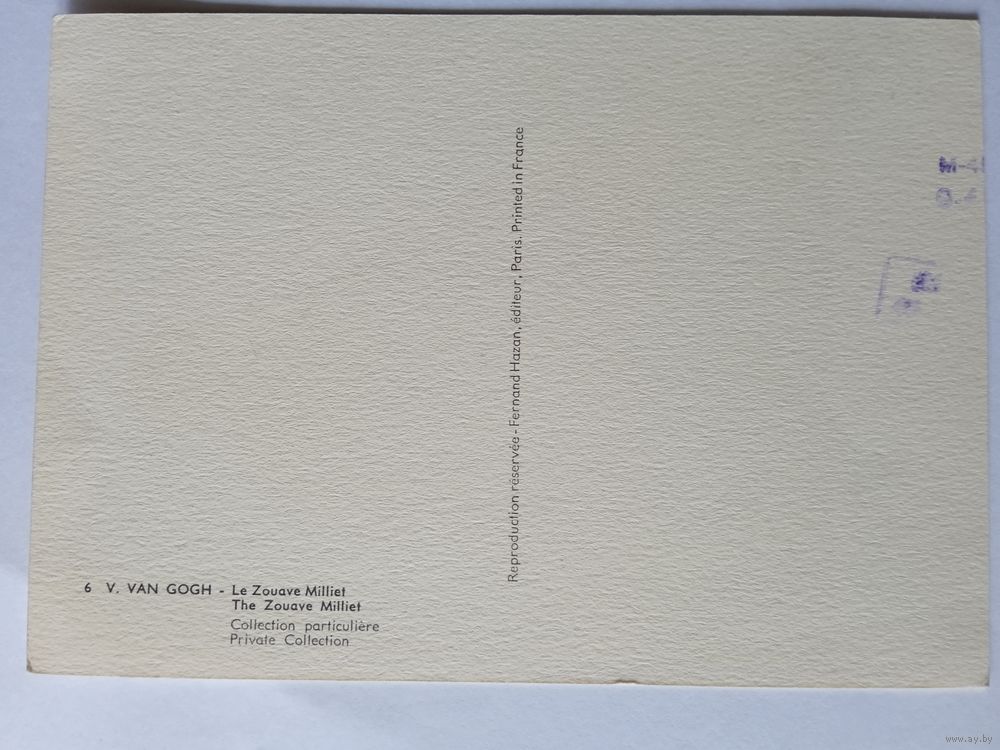 6 V. VAN GOGH - Le Zouave Milliet
The Zouave Milliet
Collection particulière
Private Collection
Reproduction réservée - Fernand Hazan, éditeur, Paris. Printed in France
www.ay.by